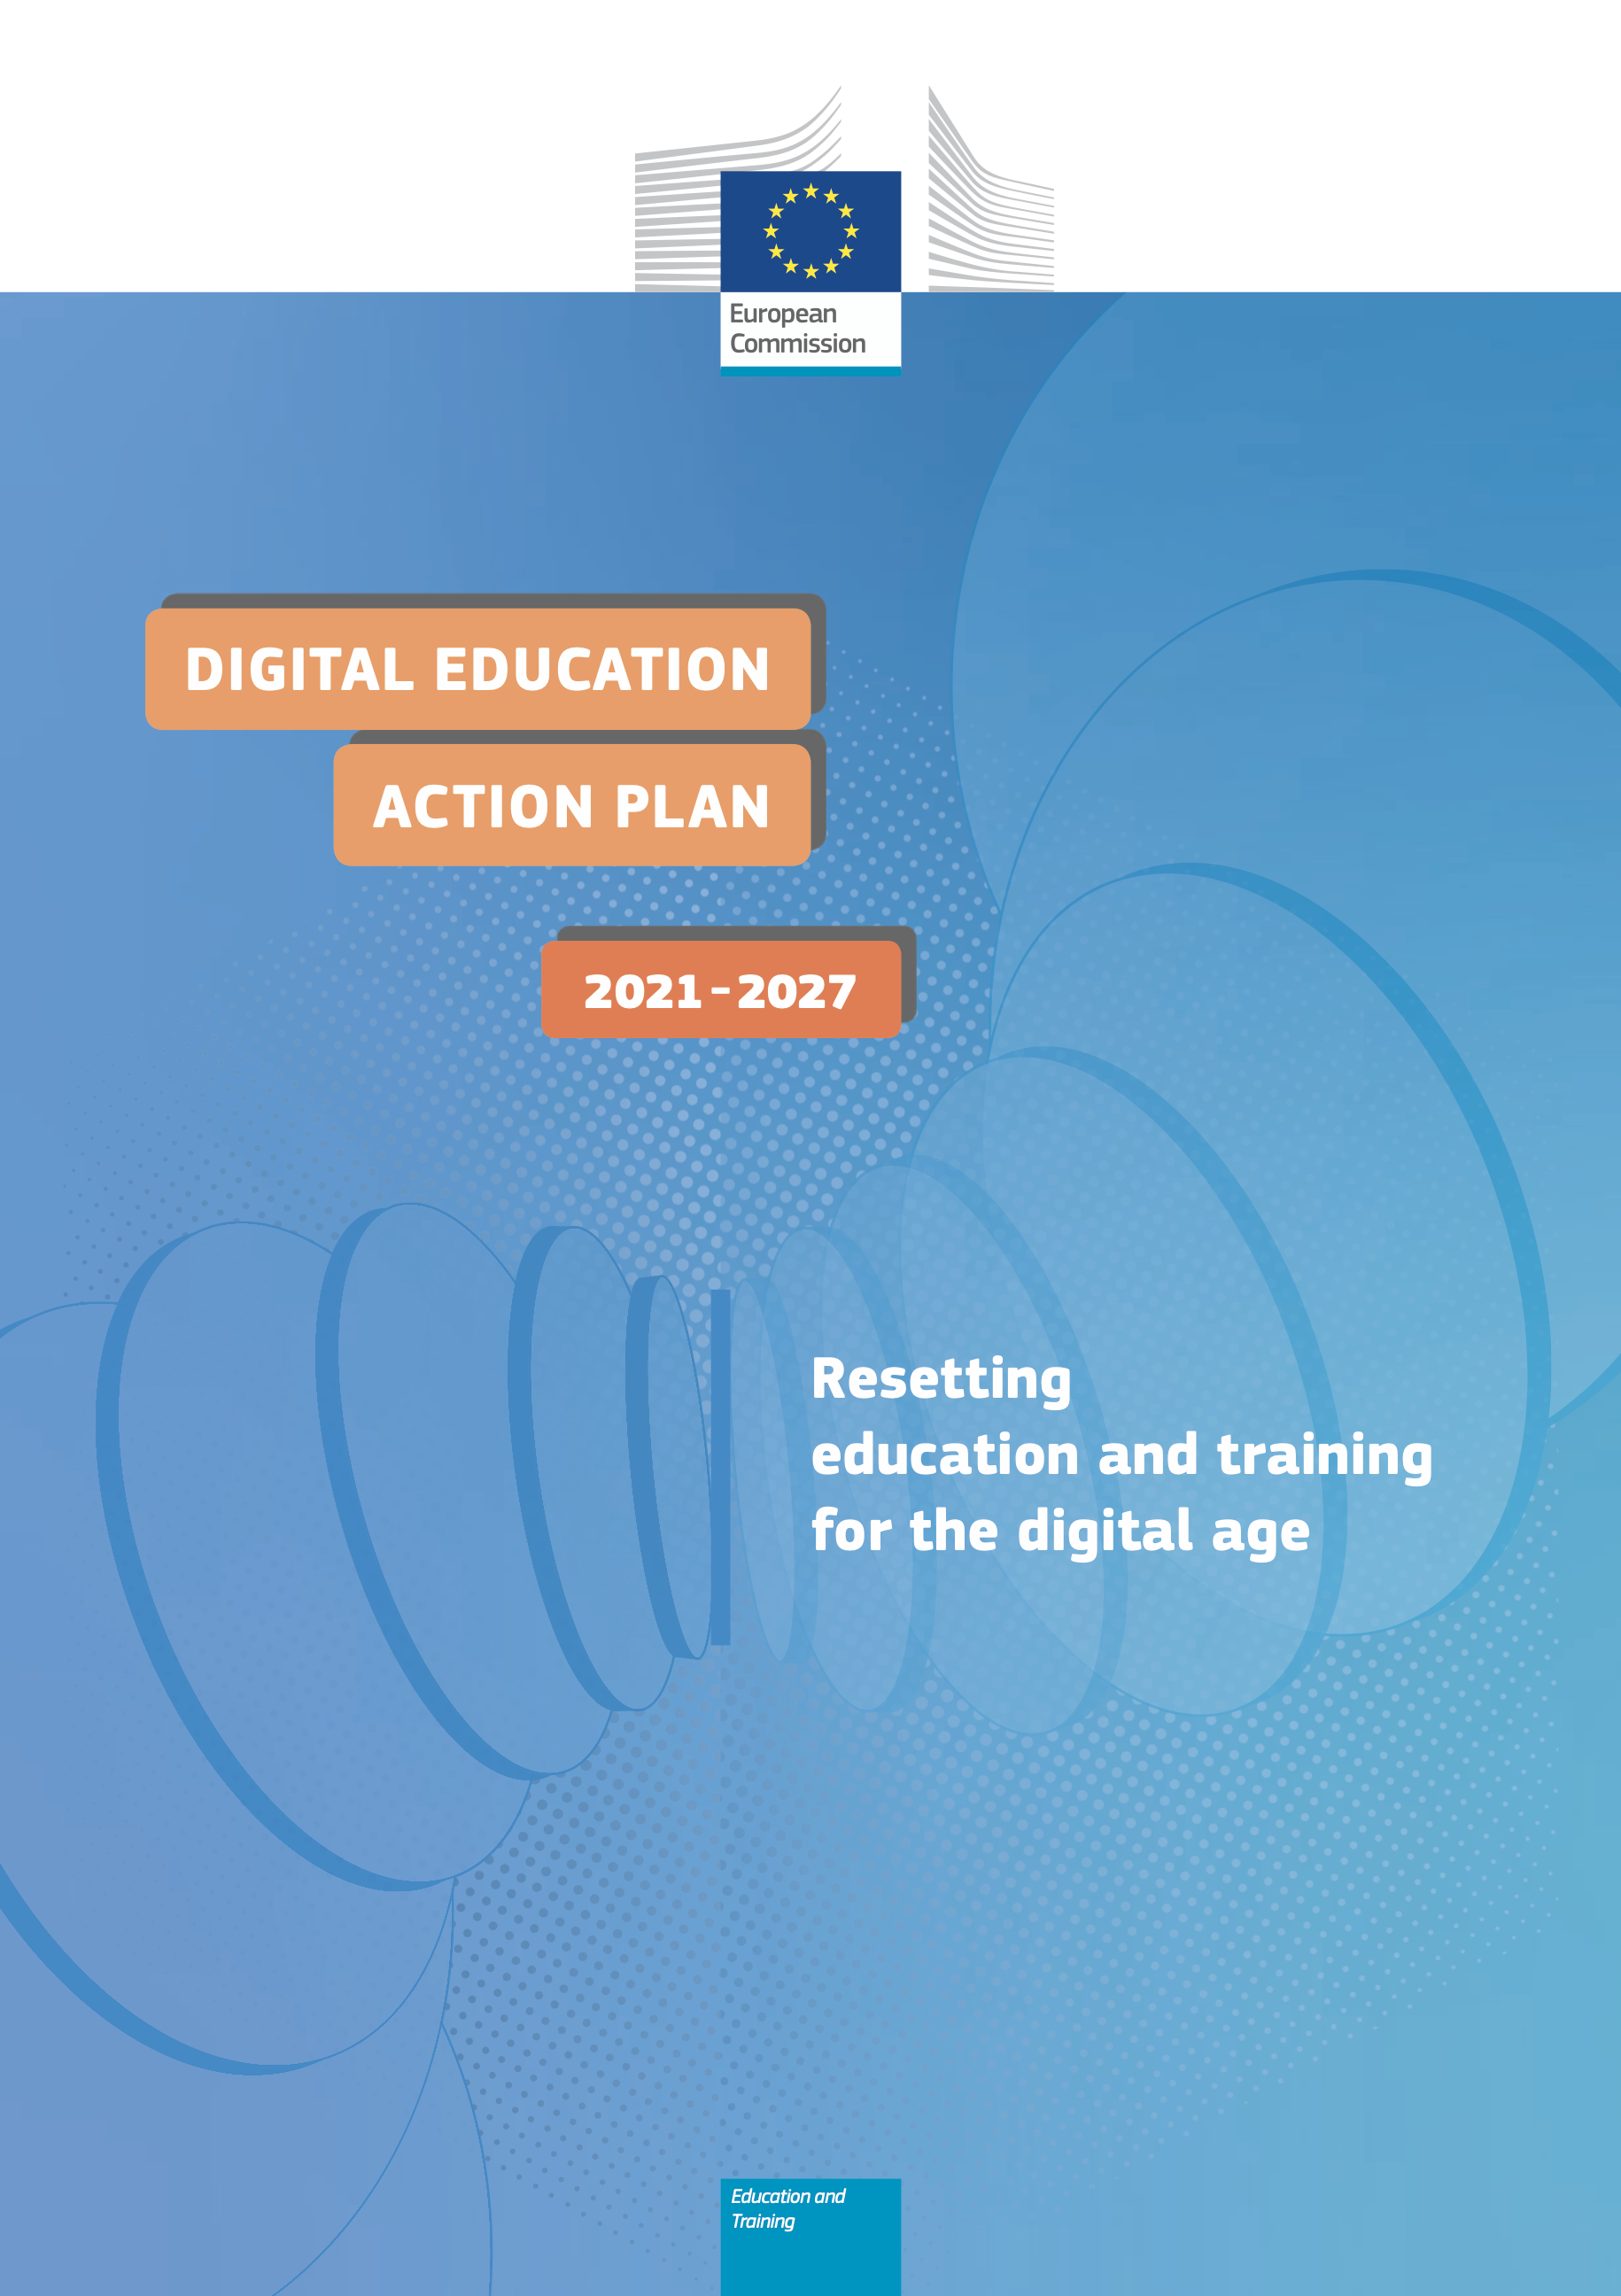 European
Commission
DIGITAL EDUCATION
ACTION PLAN
2021-2027
Resetting
education and training
for the digital age
Education and
Training